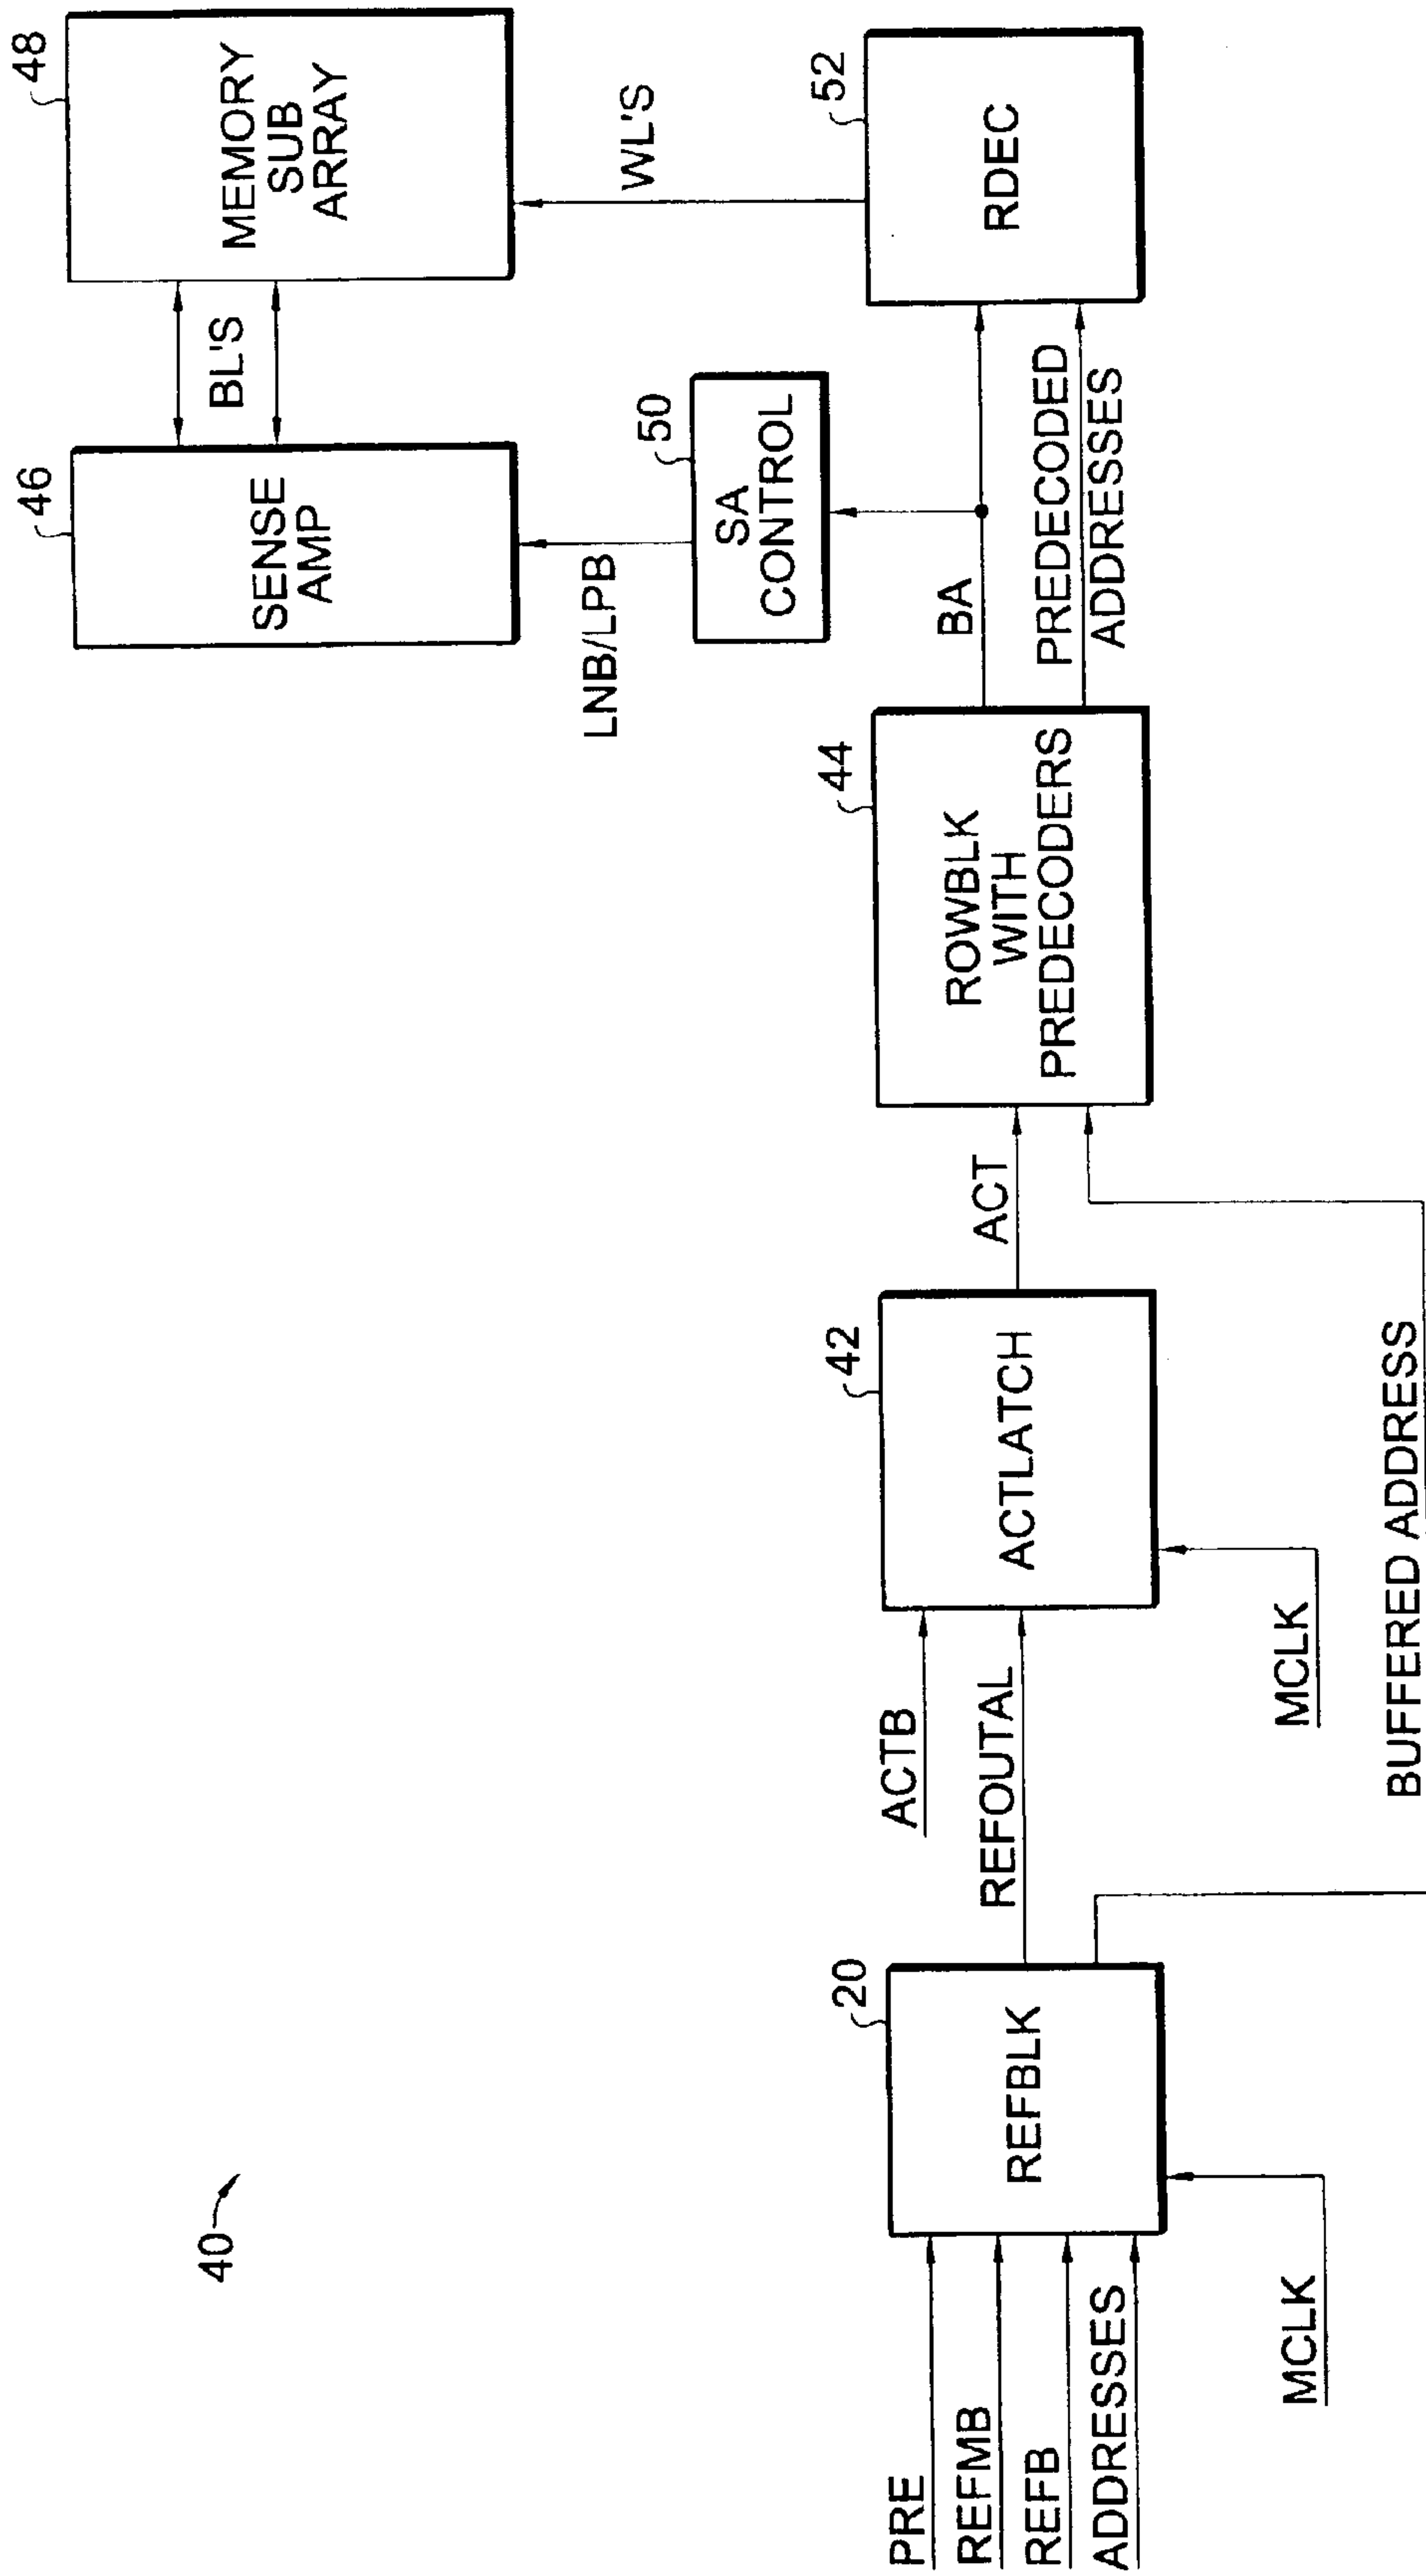 40
PRE
REFMB
REFB
ADDRESSES
MCLK
20
REFBLK
REFOUTAL
ACTB
MCLK
BUFFERED ADDRESS
42
ACTLATCH
ACT
44
ROWBLK
WITH
PREDECODERS
BA
PREDECODED
ADDRESSES
LNB/LPB
50
SA
CONTROL
46
SENSE
AMP
BL'S
48
MEMORY
SUB
ARRAY
WL'S
52
RDEC